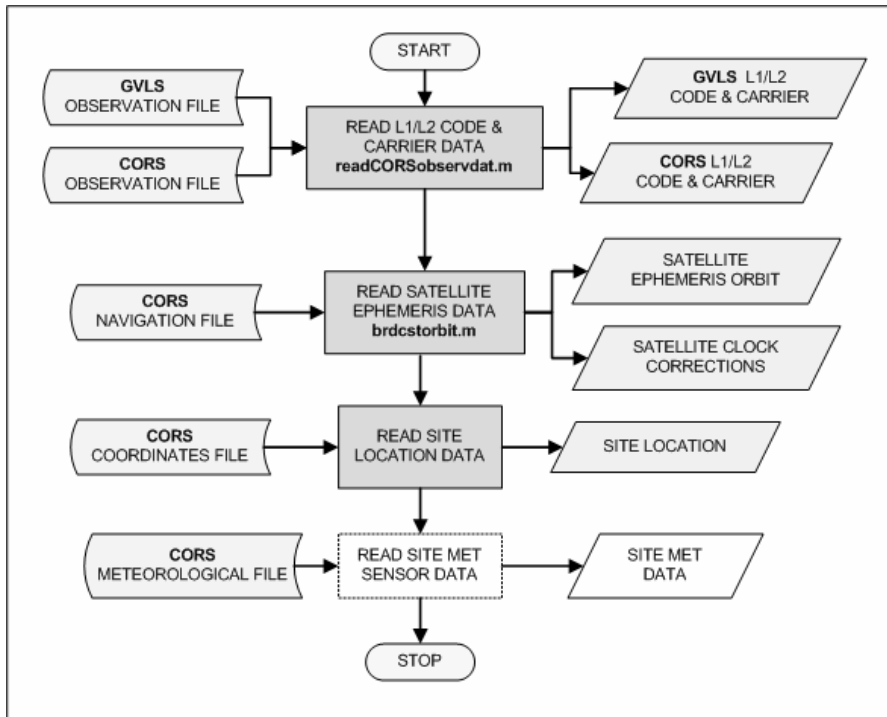 START
GVLS
OBSERVATION FILE
CORS
OBSERVATION FILE
READ L1/L2 CODE &
CARRIER DATA
readCORSobservdat.m
GVLS L1/L2
CODE & CARRIER
CORS L1/L2
CODE & CARRIER
CORS
NAVIGATION FILE
READ SATELLITE
EPHEMERIS DATA
brdcstorbit.m
SATELLITE
EPHEMERIS ORBIT
SATELLITE CLOCK
CORRECTIONS
CORS
COORDINATES FILE
READ SITE
LOCATION DATA
SITE LOCATION
CORS
METEOROLOGICAL FILE
READ SITE MET
SENSOR DATA
SITE MET
DATA
STOP